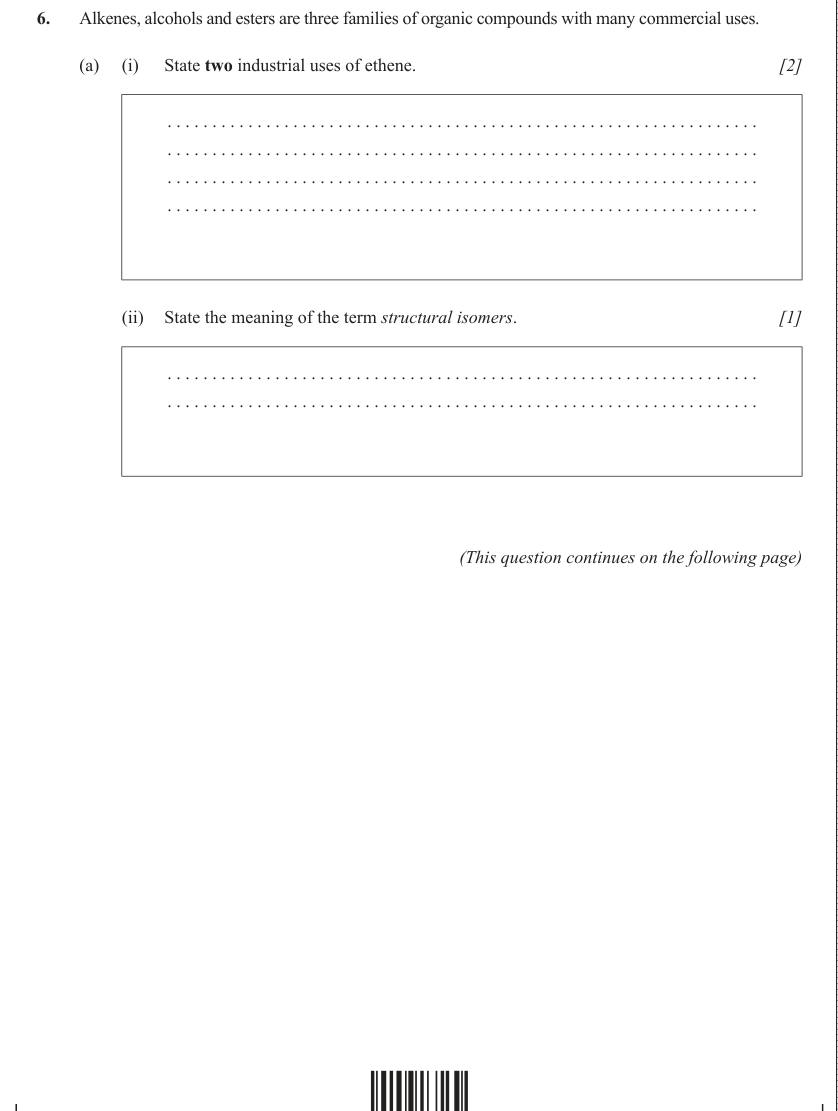 6. Alkenes, alcohols and esters are three families of organic compounds with many commercial uses.
(a) (i) State two industrial uses of ethene. [2]
(ii) State the meaning of the term structural isomers. [1]
(This question continues on the following page)